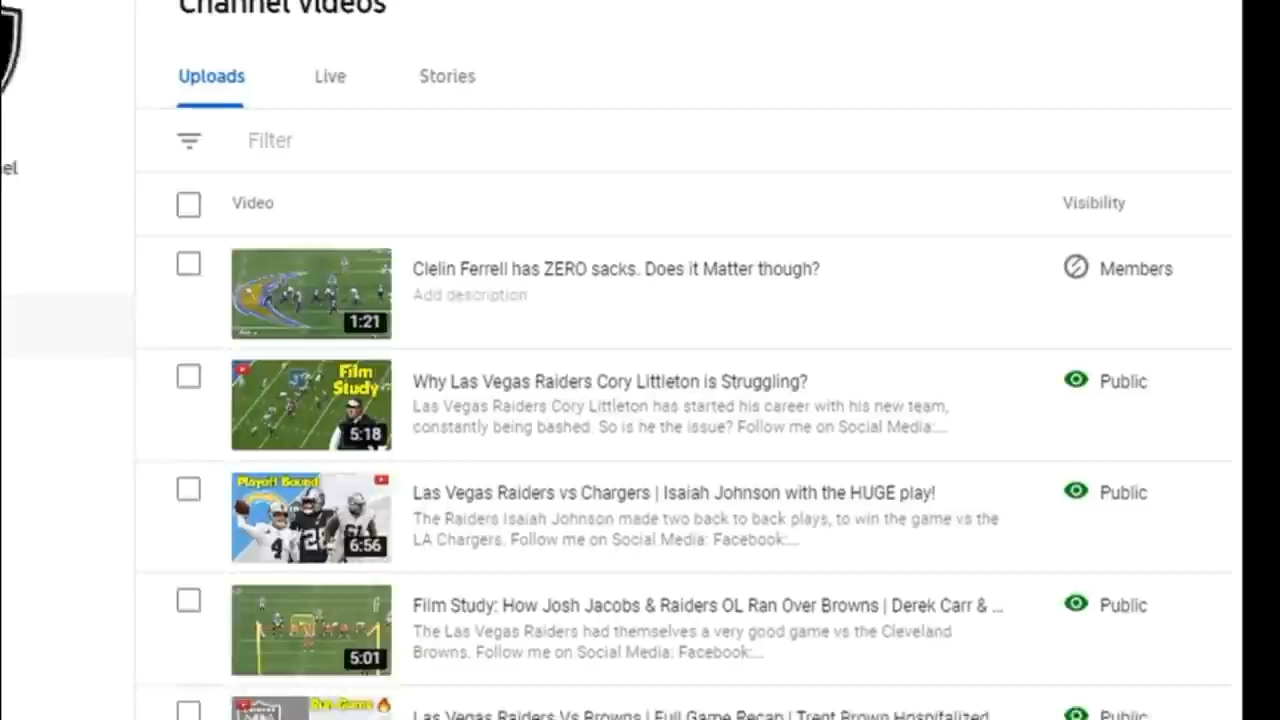 Channel videos
Uploads Live Stories
el
Filter
Video Visibility
Clelin Ferrell has ZERO sacks. Does it Matter though? Members
Add description
1:21
Film
Study
Why Las Vegas Raiders Cory Littleton is Struggling? Public
Las Vegas Raiders Cory Littleton has started his career with his new team,
constantly being bashed. So is he the issue? Follow me on Social Media:...
5:18
Playoff Bound
Las Vegas Raiders vs Chargers | Isaiah Johnson with the HUGE play! Public
The Raiders Isaiah Johnson made two back to back plays, to win the game vs the
LA Chargers. Follow me on Social Media: Facebook:...
6:56
Film Study: How Josh Jacobs & Raiders OL Ran Over Browns | Derek Carr & ... Public
The Las Vegas Raiders had themselves a very good game vs the Cleveland
Browns. Follow me on Social Media: Facebook:...
5:01
Run Game
Las Vegas Raiders Vs Browns | Full Game Recap | Trent Brown Hospitalized Public